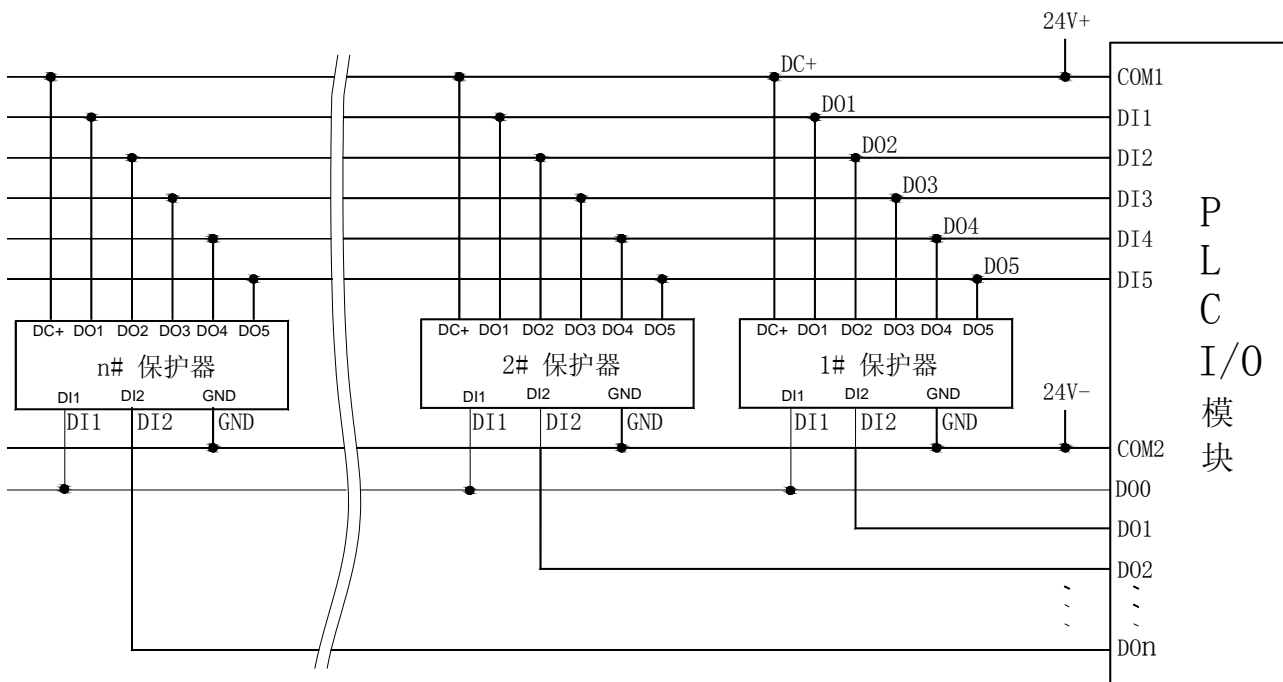 24V+
DC+
COM1
DO1
DI1
DO2
DI2
DO3
DI3
DO4
DI4
DO5
DI5
DC+ DO1 DO2 DO3 DO4 DO5
DC+ DO1 DO2 DO3 DO4 DO5
DC+ DO1 DO2 DO3 DO4 DO5
n# 保护器
2# 保护器
1# 保护器
DI1 DI2 GND
DI1 DI2 GND
DI1 DI2 GND
24V-
DI1 DI2 GND
DI1 DI2 GND
DI1 DI2 GND
COM2
DO0
DO1
DO2
DOn
P
L
C
I/O
模
块